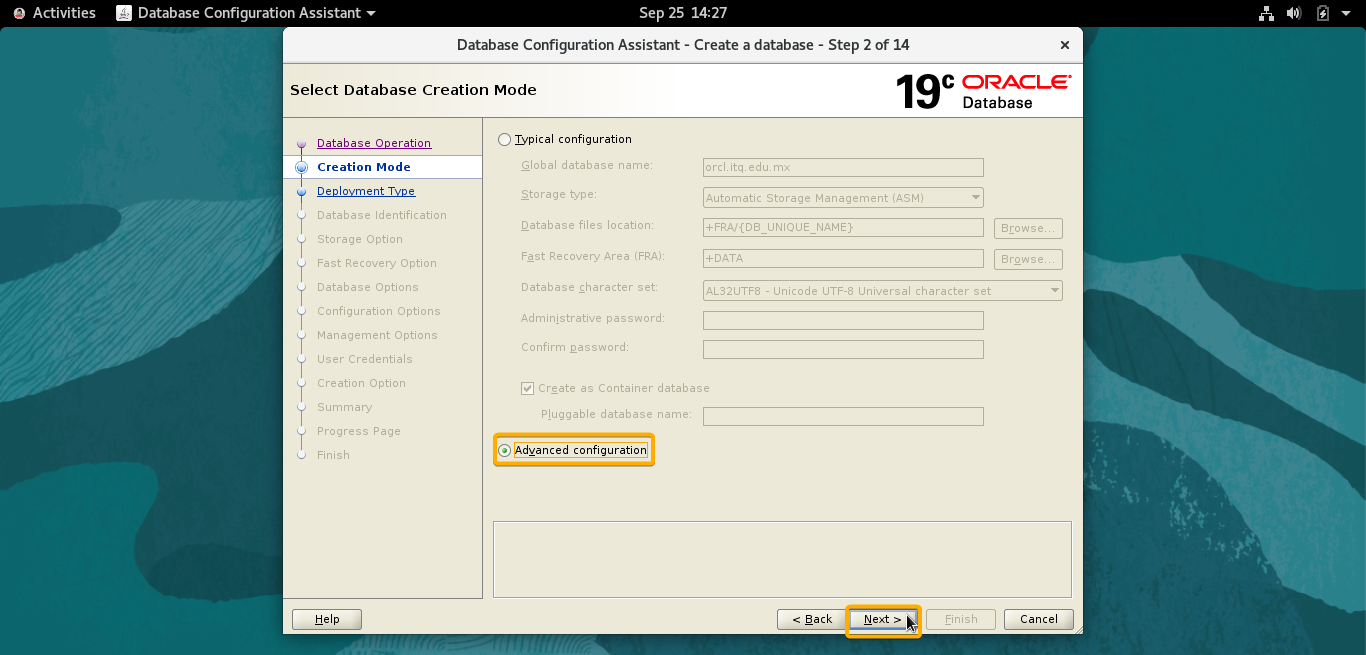 Activities Database Configuration Assistant Sep 25 14:27
Database Configuration Assistant - Create a database - Step 2 of 14
Select Database Creation Mode
19c ORACLE
Database
Database Operation
Creation Mode
Deployment Type
Database Identification
Storage Option
Fast Recovery Option
Database Options
Configuration Options
Management Options
User Credentials
Creation Option
Summary
Progress Page
Finish
Typical configuration
Global database name: orcl.itq.edu.mx
Storage type: Automatic Storage Management (ASM)
Database files location: +FRA/{DB_UNIQUE_NAME} Browse...
Fast Recovery Area (FRA): +DATA Browse...
Database character set: AL32UTF8 - Unicode UTF-8 Universal character set
Administrative password:
Confirm password:
Create as Container database
Pluggable database name:
Advanced configuration
Help < Back Next > Finish Cancel